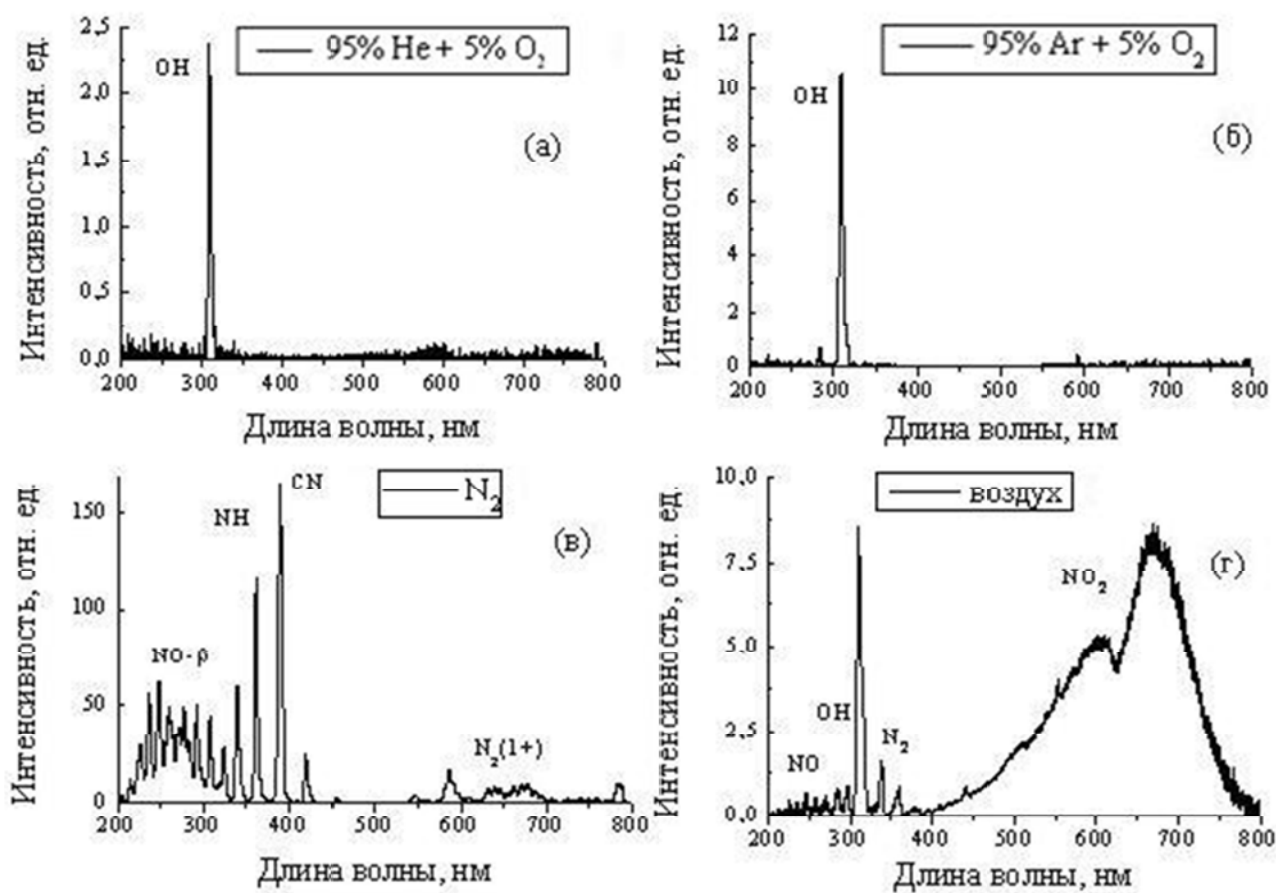 Интенсивность, отн. ед.
2,5
2,0
1,5
1,0
0,5
0,0
OH
95% He + 5% O₂
(а)
200 300 400 500 600 700 800
Длина волны, нм
Интенсивность, отн. ед.
12
10
8
6
4
2
0
OH
95% Ar + 5% O₂
(б)
200 300 400 500 600 700 800
Длина волны, нм
Интенсивность, отн. ед.
150
100
50
0
NO-β
NH
CN
N₂
(в)
N₂(1+)
200 300 400 500 600 700 800
Длина волны, нм
Интенсивность, отн. ед.
10,0
7,5
5,0
2,5
0,0
воздух
(г)
NO₂
OH
N₂
NO
200 300 400 500 600 700 800
Длина волны, нм